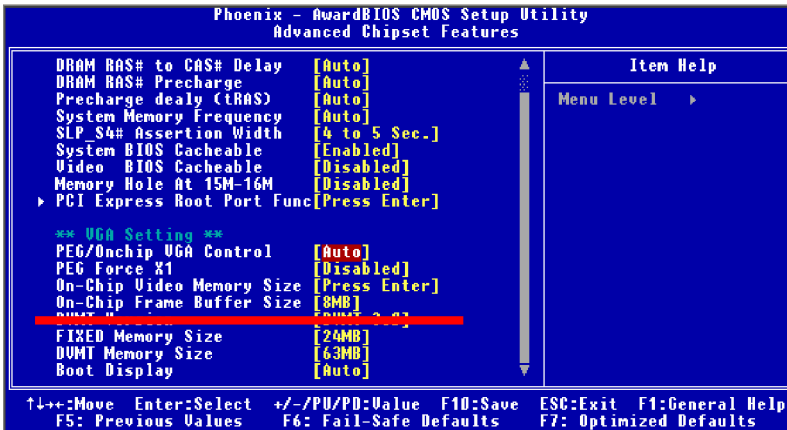 Phoenix - AwardBIOS CMOS Setup Utility
Advanced Chipset Features
DRAM RAS# to CAS# Delay [Auto]
DRAM RAS# Precharge [Auto]
Precharge dealy (tRAS) [Auto]
System Memory Frequency [Auto]
SLP_S4# Assertion Width [4 to 5 Sec.]
System BIOS Cacheable [Enabled]
Video BIOS Cacheable [Disabled]
Memory Hole At 15M-16M [Disabled]
PCI Express Root Port Func[Press Enter]
** VGA Setting **
PEG/Onchip VGA Control [Auto]
PEG Force X1 [Disabled]
On-Chip Video Memory Size [Press Enter]
On-Chip Frame Buffer Size [8MB]
FIXED Memory Size [24MB]
DVMT Memory Size [63MB]
Boot Display [Auto]
Item Help
Menu Level
↑↓→←:Move Enter:Select +/-/PU/PD:Value F10:Save ESC:Exit F1:General Help
F5: Previous Values F6: Fail-Safe Defaults F7: Optimized Defaults